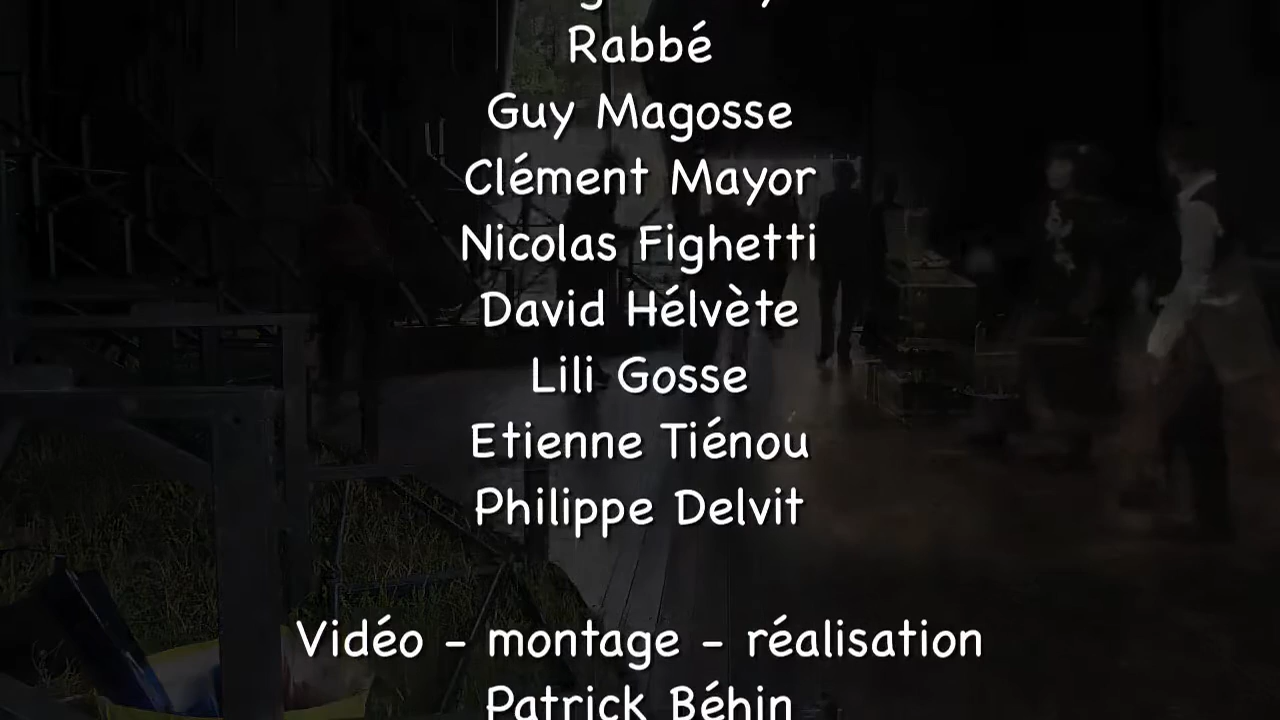 Rabbé
Guy Magosse
Clément Mayor
Nicolas Fighetti
David Hélvète
Lili Gosse
Etienne Tiénou
Philippe Delvit
Vidéo - montage - réalisation
Patrick Béhin